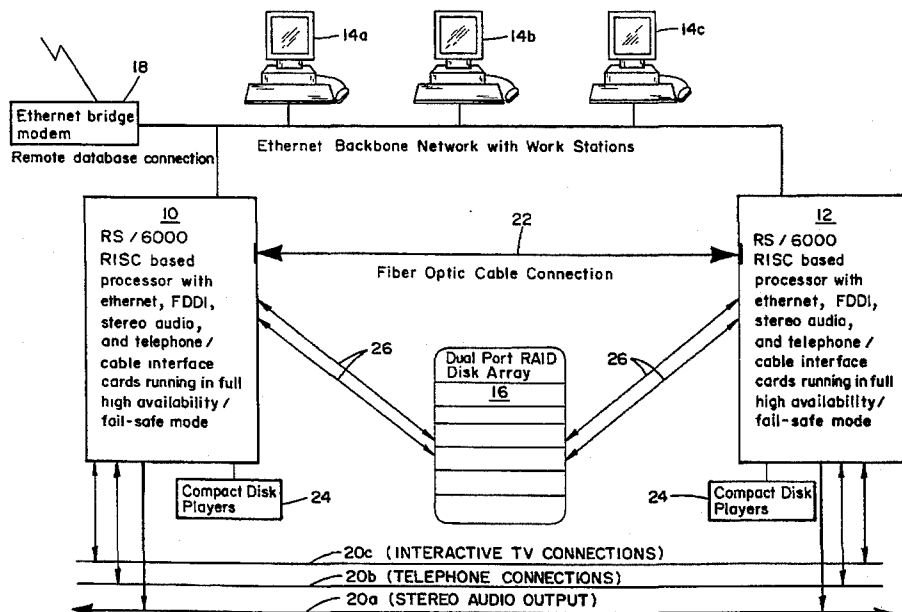 14a
14b
14c
18
Ethernet bridge
modem
Remote database connection
Ethernet Backbone Network with Work Stations
10
RS/6000
RISC based
processor with
ethernet, FDDI,
stereo audio,
and telephone/
cable interface
cards running in full
high availability/
fail-safe mode
22
Fiber Optic Cable Connection
12
RS/6000
RISC based
processor with
ethernet, FDDI,
stereo audio,
and telephone/
cable interface
cards running in full
high availability/
fail-safe mode
26
Dual Port RAID
Disk Array
16
26
Compact Disk
Players
24
24
Compact Disk
Players
20c (INTERACTIVE TV CONNECTIONS)
20b (TELEPHONE CONNECTIONS)
20a (STEREO AUDIO OUTPUT)